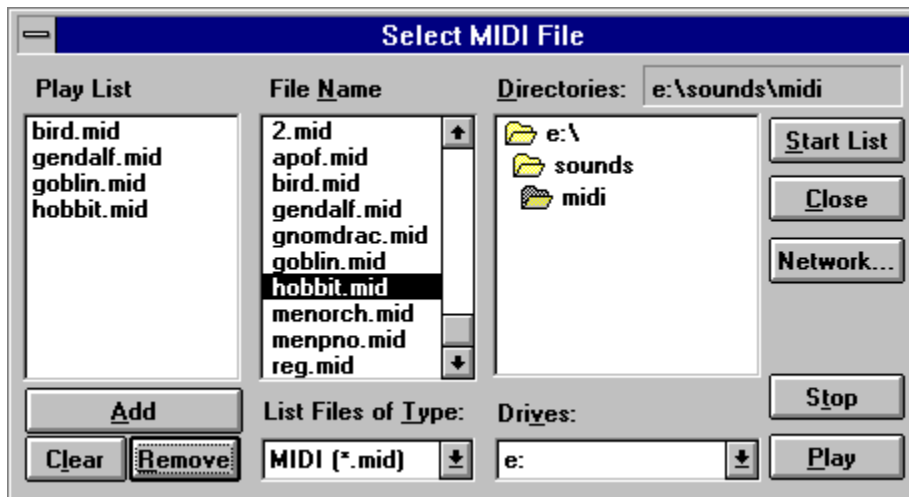 Select MIDI File
Play List
bird.mid
gendalf.mid
goblin.mid
hobbit.mid
Add
Clear
Remove
File Name
2.mid
apof.mid
bird.mid
gendalf.mid
gnomdrac.mid
goblin.mid
hobbit.mid
menorch.mid
menpno.mid
reg.mid
List Files of Type:
MIDI (*.mid)
Directories:
e:\sounds\midi
e:\
sounds
midi
Drives:
e:
Start List
Close
Network...
Stop
Play